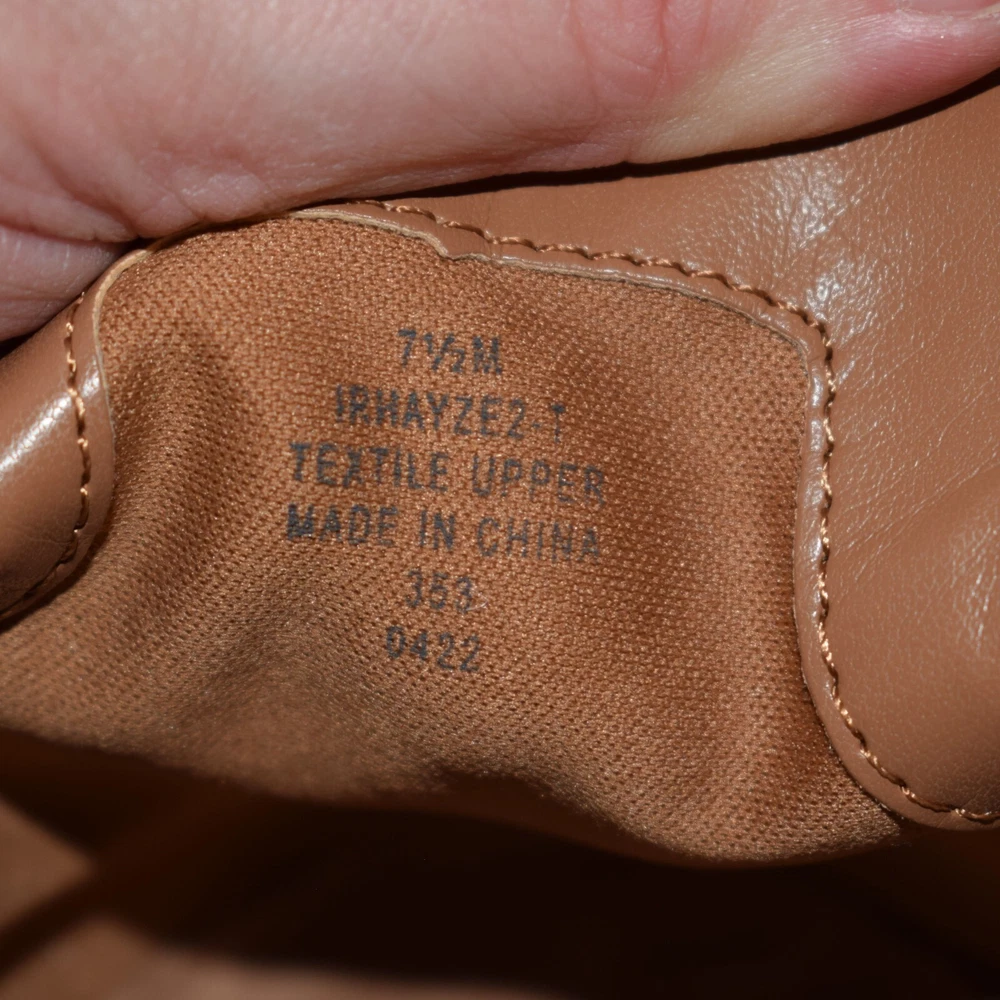 7½M
IRHAYZE2-T
TEXTILE UPPER
MADE IN CHINA
353
0422